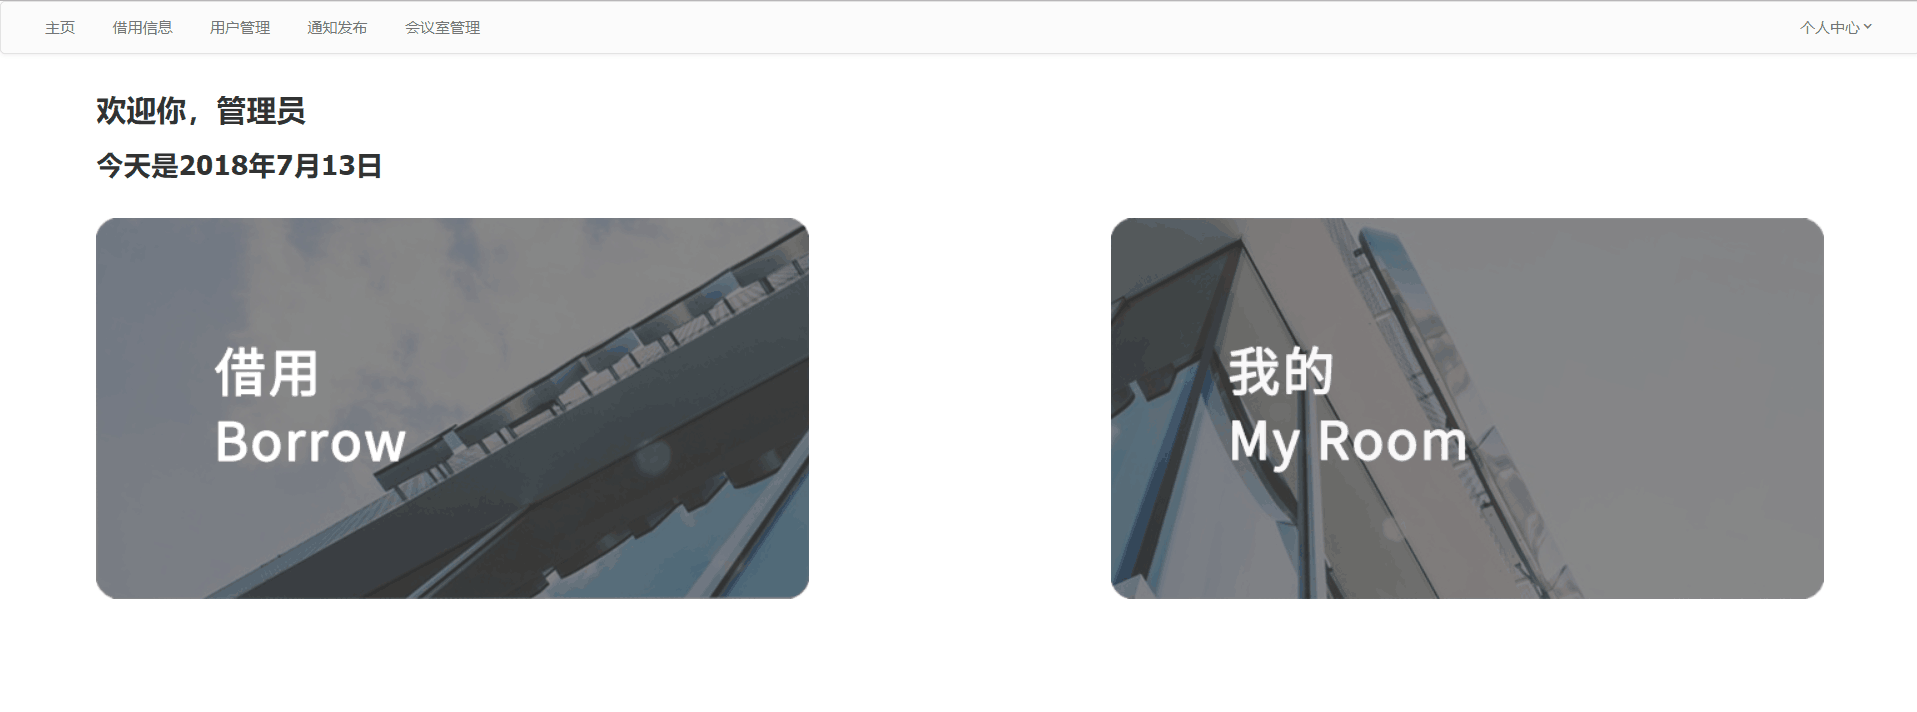 主页 借用信息 用户管理 通知发布 会议室管理 个人中心
欢迎你，管理员
今天是2018年7月13日
借用
Borrow
我的
My Room